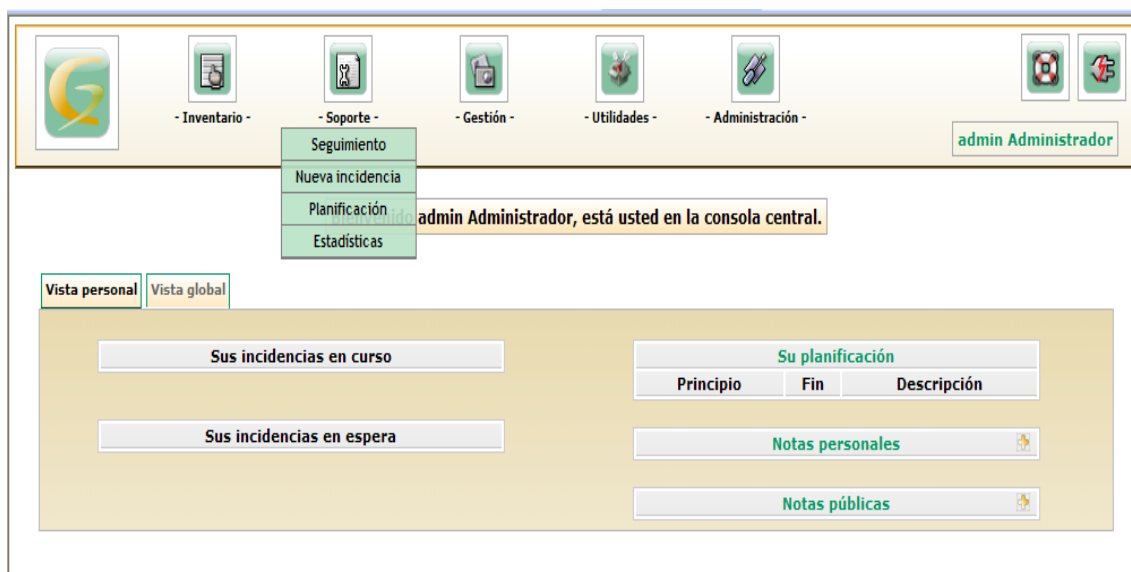 - Inventario -
- Soporte -
- Gestión -
- Utilidades -
- Administración -
admin Administrador
Seguimiento
Nueva incidencia
Planificación
Estadísticas
admin Administrador, está usted en la consola central.
Vista personal
Vista global
Sus incidencias en curso
Su planificación
Principio Fin Descripción
Sus incidencias en espera
Notas personales
Notas públicas